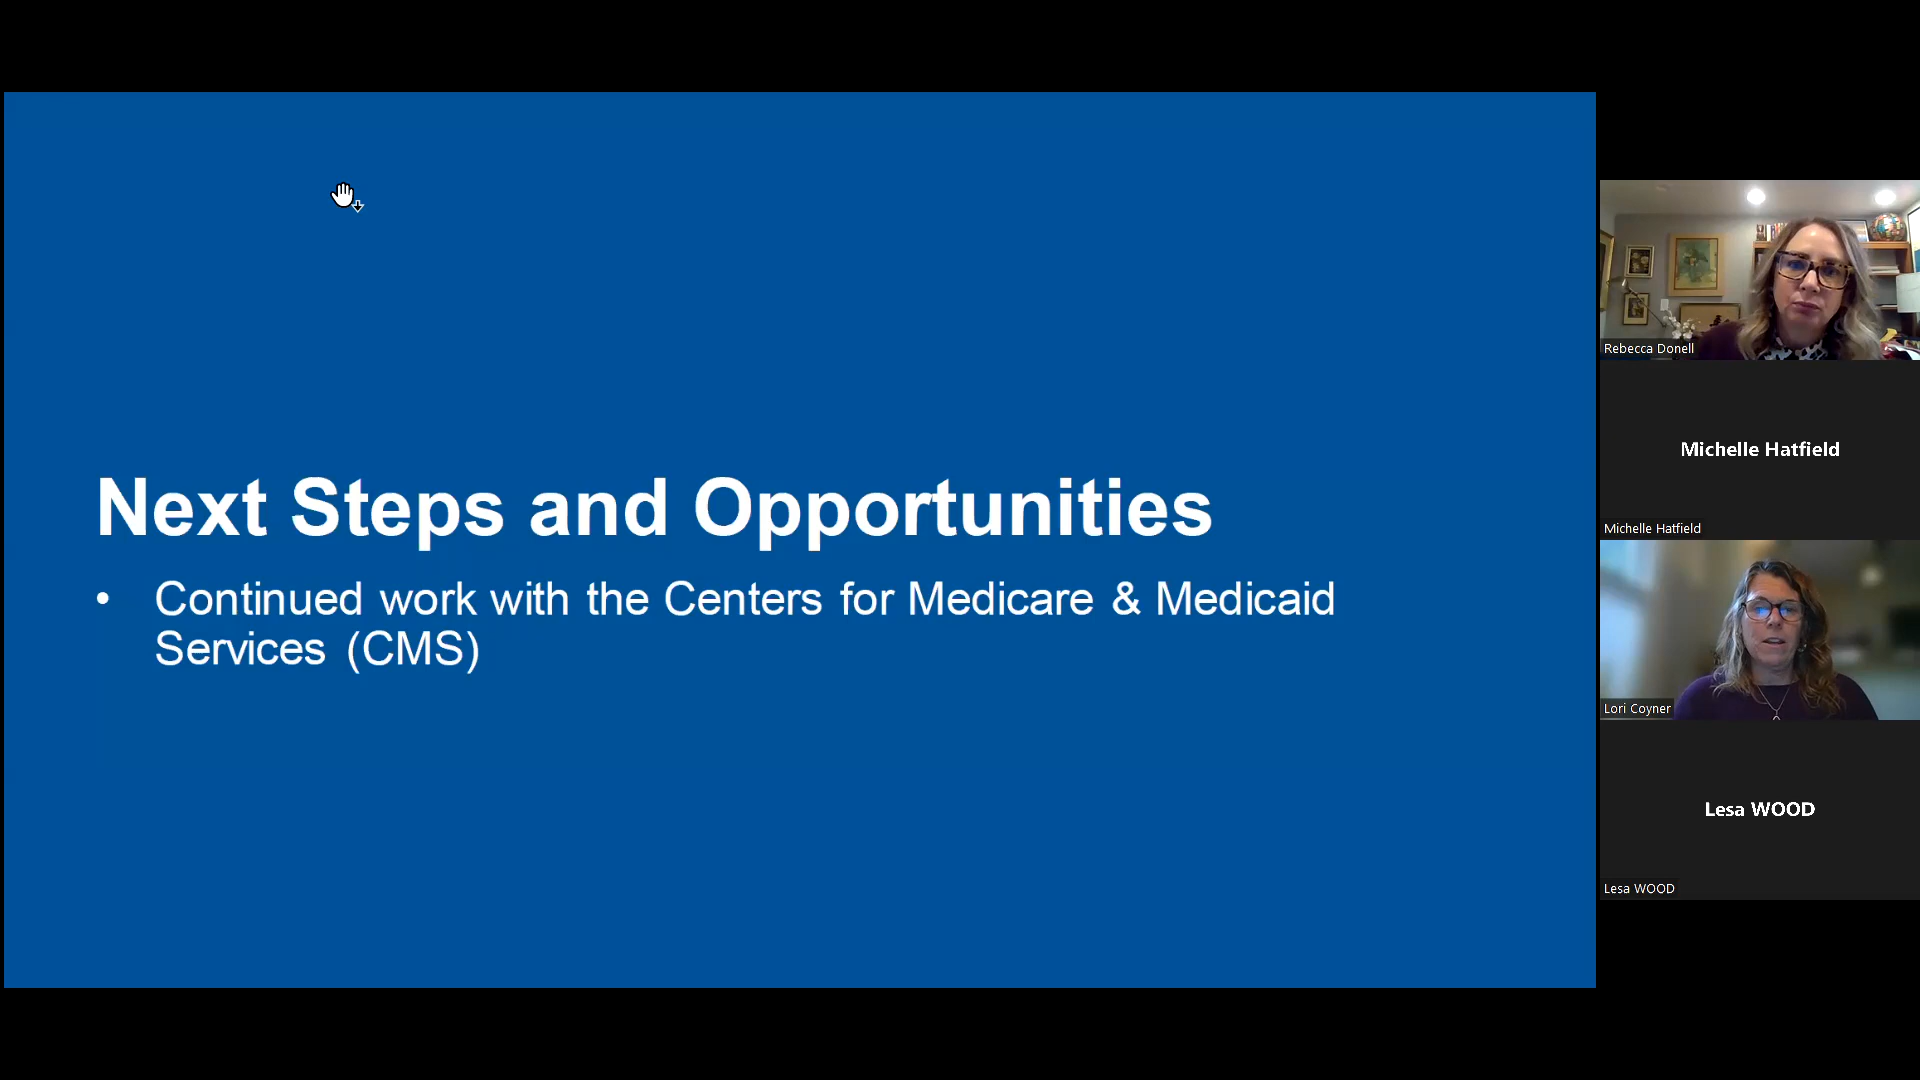 Next Steps and Opportunities
• Continued work with the Centers for Medicare & Medicaid
Services (CMS)
Rebecca Donell
Michelle Hatfield
Michelle Hatfield
Lori Coyner
Lesa WOOD
Lesa WOOD